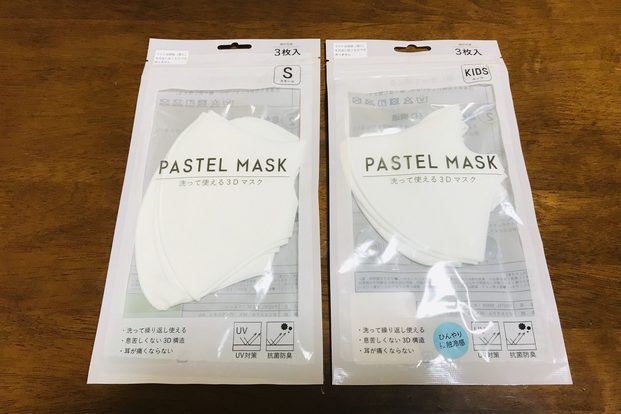 3枚入
S
PASTEL MASK
洗って使える3Dマスク
・洗って繰り返し使える
・息苦しくない3D構造
・耳が痛くならない
UV
UV対策
抗菌防臭
3枚入
KIDS
PASTEL MASK
洗って使える3Dマスク
・洗って繰り返し使える
・息苦しくない3D構造
・耳が痛くならない
ひんやり
接触冷感
UV
UV対策
抗菌防臭